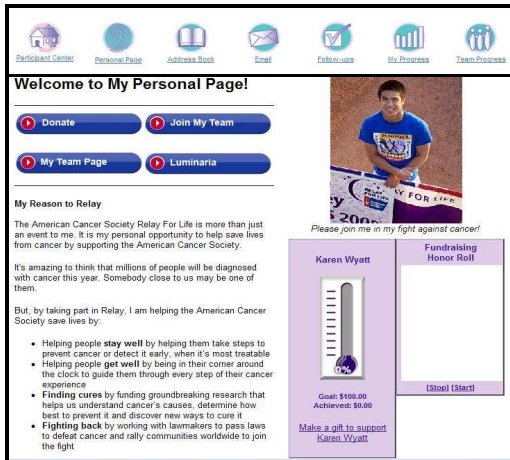 Participant Center Personal Page Address Book Email Follow-ups My Progress Team Progress
Welcome to My Personal Page!
Donate
Join My Team
My Team Page
Luminaria
My Reason to Relay
The American Cancer Society Relay For Life is more than just
an event to me. It is my personal opportunity to help save lives
from cancer by supporting the American Cancer Society.
It's amazing to think that millions of people will be diagnosed
with cancer this year. Somebody close to us may be one of
them.
But, by taking part in Relay, I am helping the American Cancer
Society save lives by:
Helping people stay well by helping them take steps to
prevent cancer or detect it early, when it's most treatable
Helping people get well by being in their corner around
the clock to guide them through every step of their cancer
experience
Finding cures by funding groundbreaking research that
helps us understand cancer's causes, determine how
best to prevent it and discover new ways to cure it
Fighting back by working with lawmakers to pass laws
to defeat cancer and rally communities worldwide to join
the fight
AY FOR LIFE
Please join me in my fight against cancer!
Karen Wyatt
0%
Goal: $100.00
Achieved: $0.00
Make a gift to support
Karen Wyatt
Fundraising
Honor Roll
[Stop] [Start]